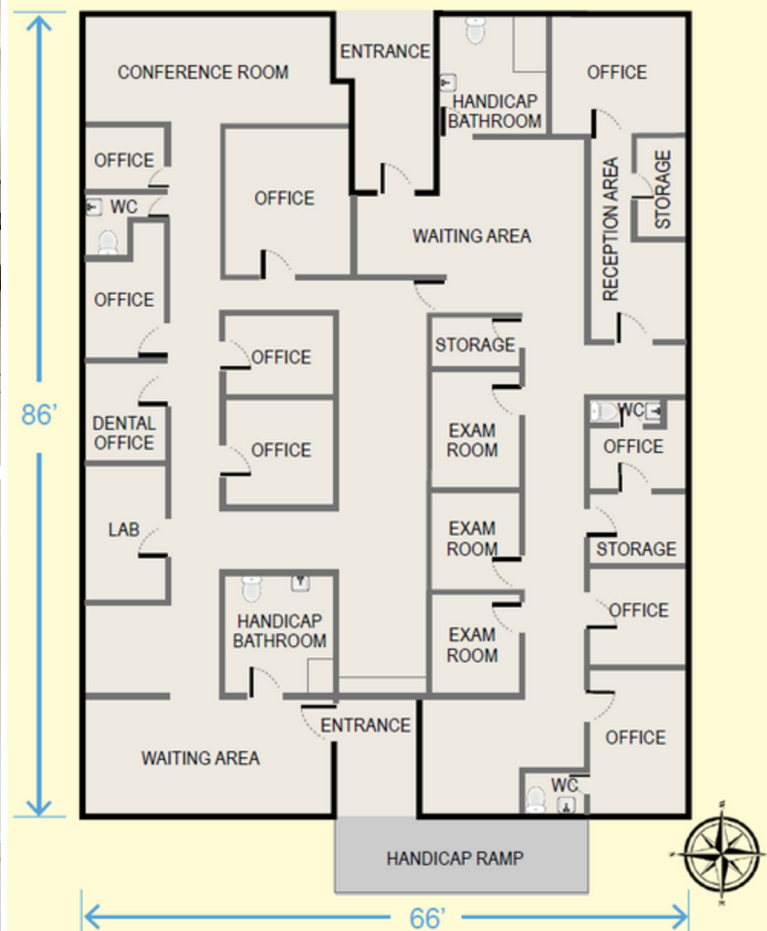 ENTRANCE
CONFERENCE ROOM
OFFICE
HANDICAP
BATHROOM
OFFICE
STORAGE
RECEPTION AREA
OFFICE
WC
WAITING AREA
OFFICE
STORAGE
OFFICE
86’
WC
DENTAL
OFFICE
EXAM
ROOM
OFFICE
OFFICE
LAB
EXAM
ROOM
STORAGE
OFFICE
HANDICAP
BATHROOM
EXAM
ROOM
ENTRANCE
OFFICE
WAITING AREA
WC
HANDICAP RAMP
66’